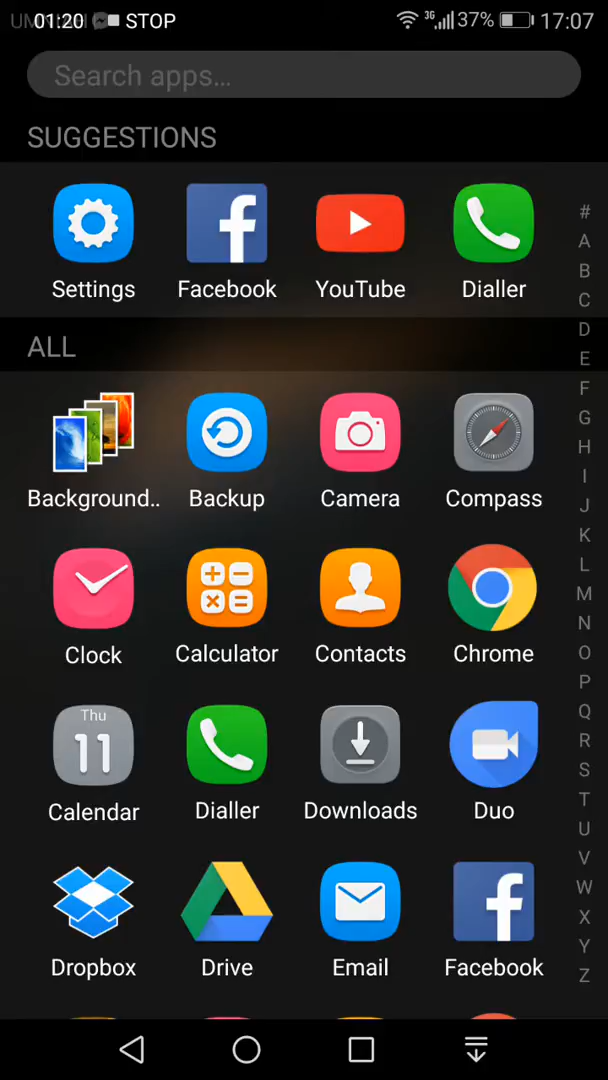 01:20 STOP 3G 37% 17:07
Search apps...
SUGGESTIONS
Settings Facebook YouTube Dialler
ALL
Background.. Backup Camera Compass
Thu
11
Clock Calculator Contacts Chrome
Calendar Dialler Downloads Duo
Dropbox Drive Email Facebook
#
A
B
C
D
E
F
G
H
I
J
K
L
M
N
O
P
Q
R
S
T
U
V
W
X
Y
Z